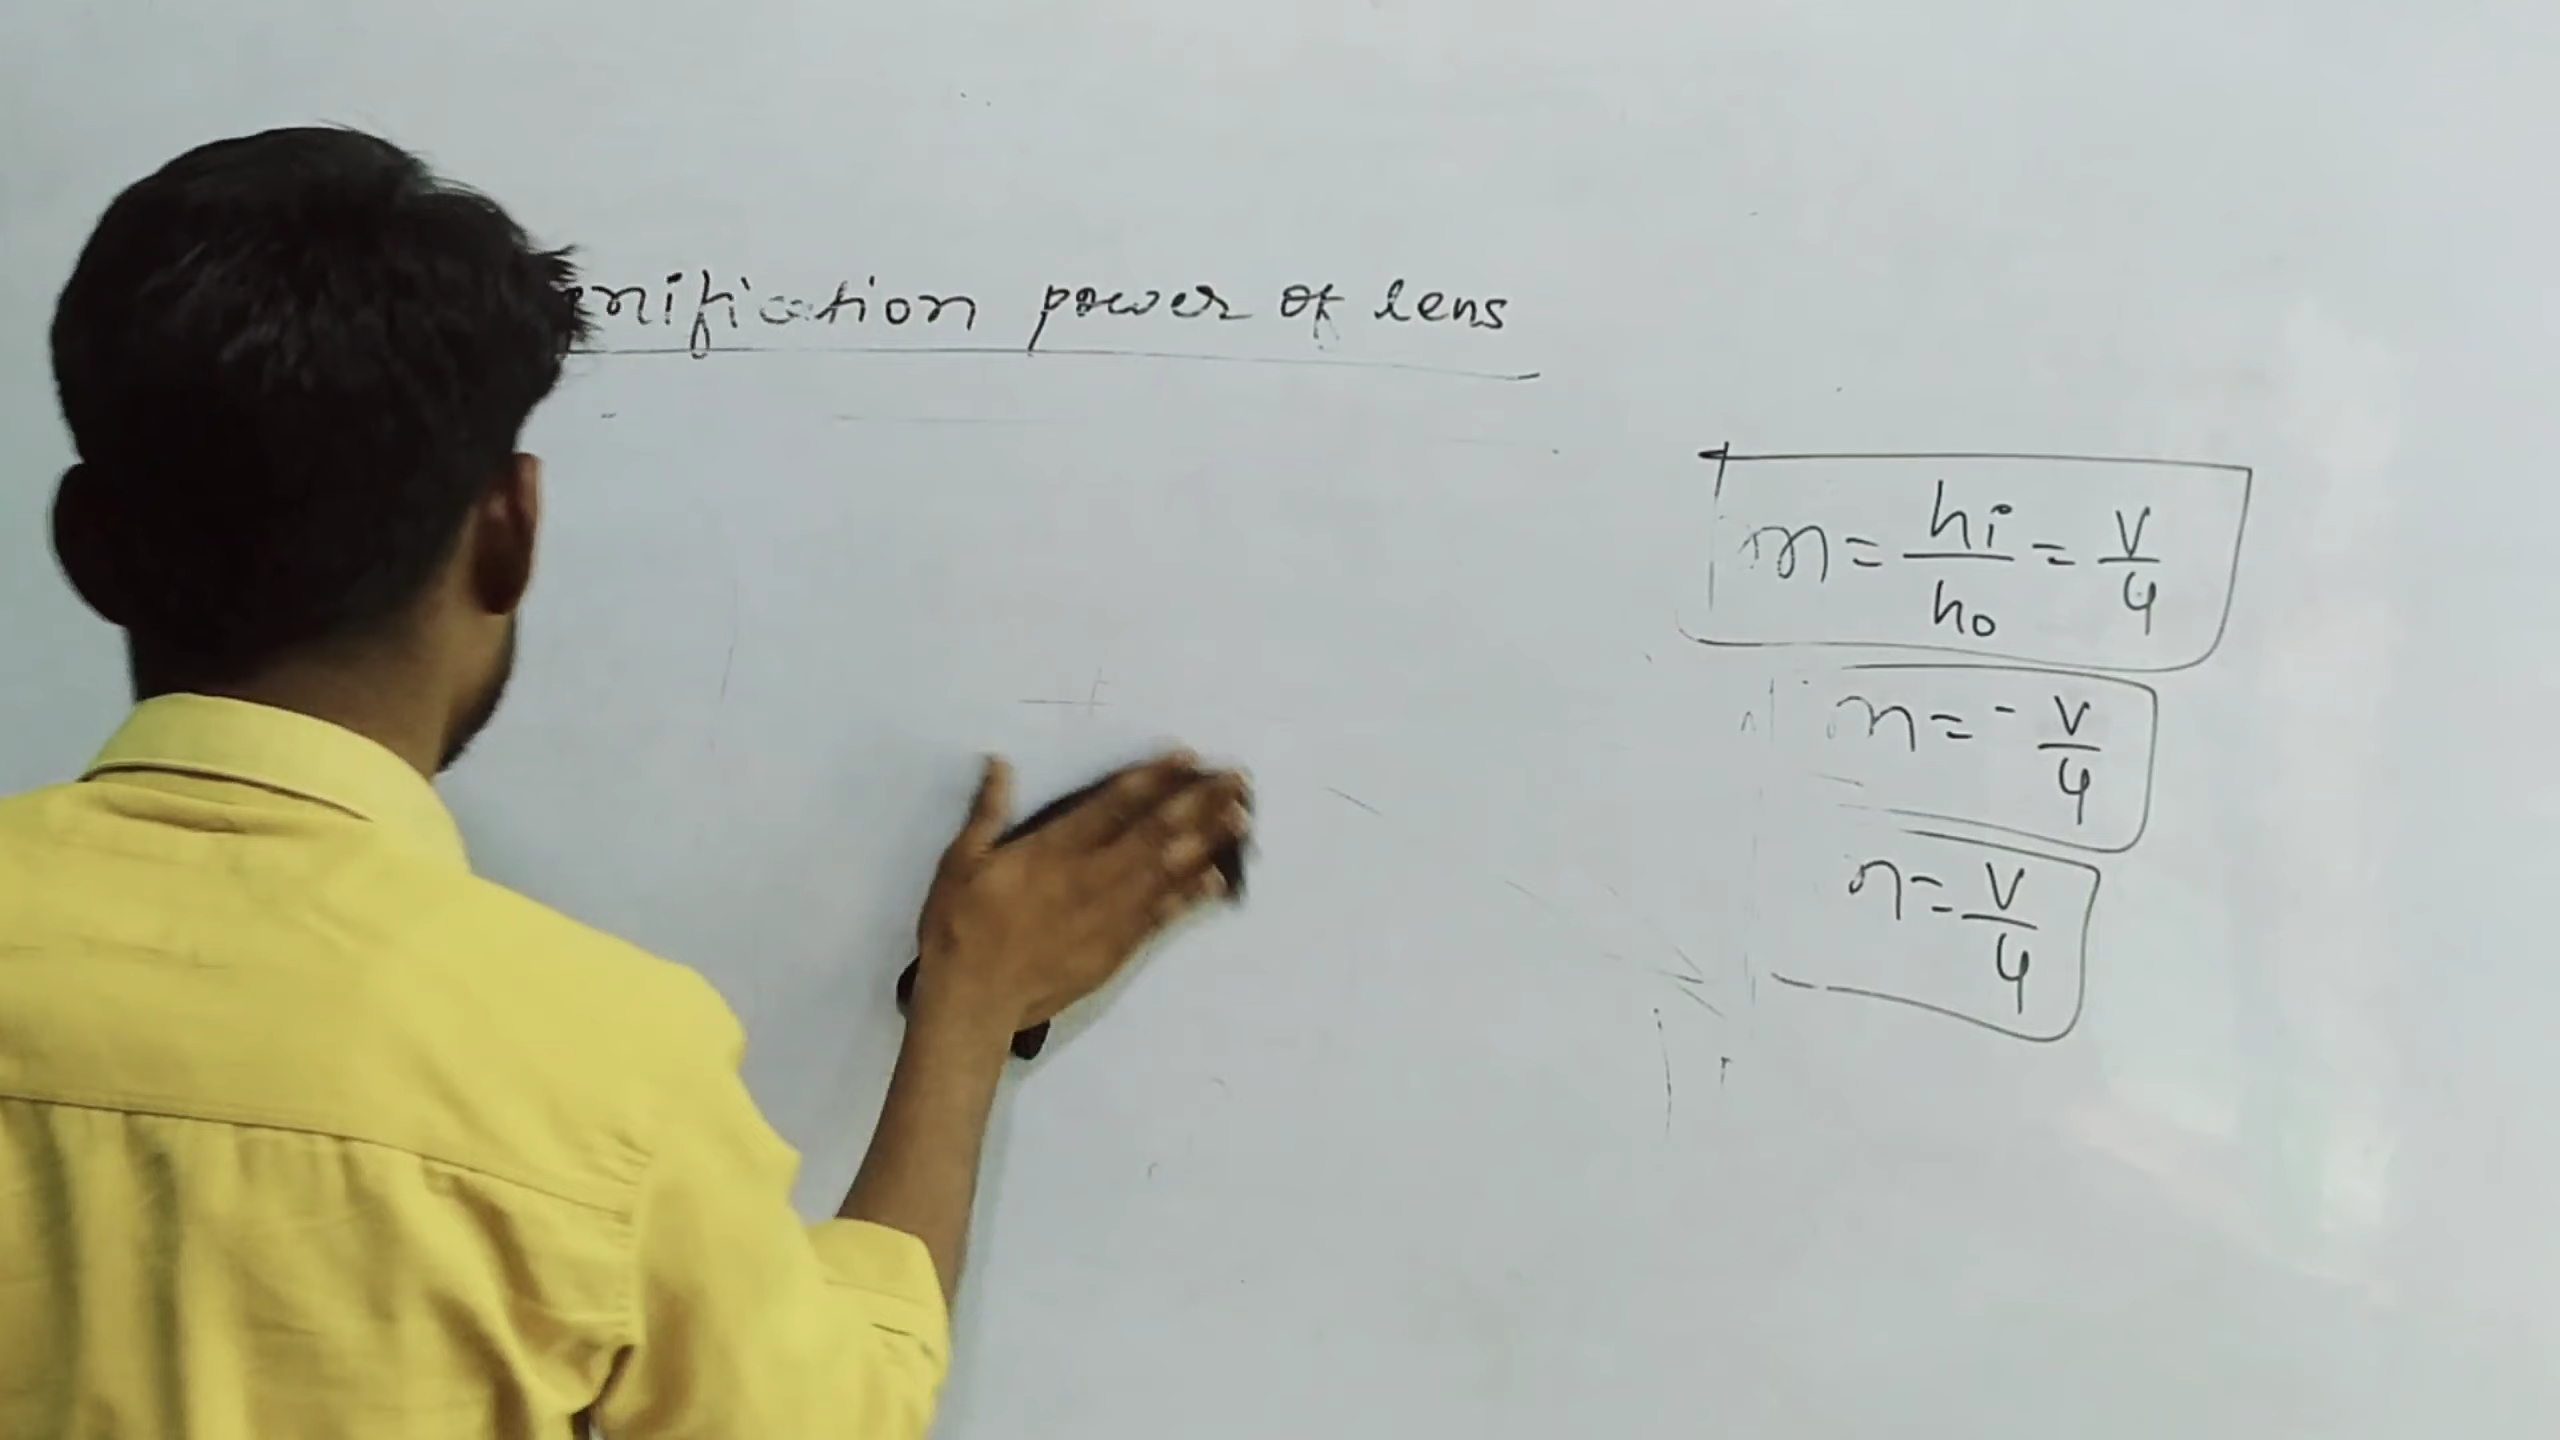 nification power of lens
m = hi/ho = v/u
m = - v/u
m = v/u